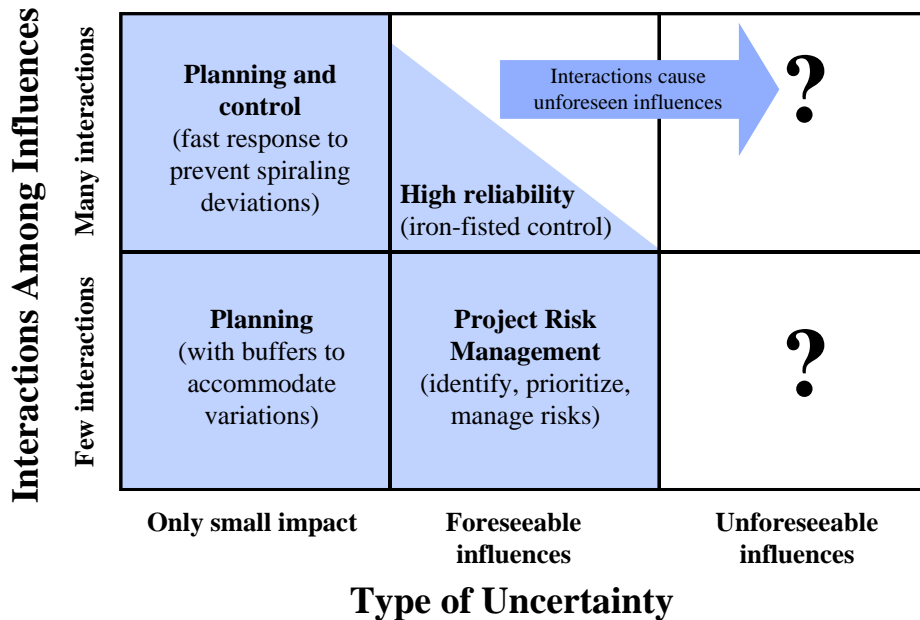 Interactions Among Influences
Many interactions
Few interactions
Planning and
control
(fast response to
prevent spiraling
deviations)
High reliability
(iron-fisted control)
Interactions cause
unforeseen influences
?
Planning
(with buffers to
accommodate
variations)
Project Risk
Management
(identify, prioritize,
manage risks)
?
Only small impact
Foreseeable
influences
Unforeseeable
influences
Type of Uncertainty